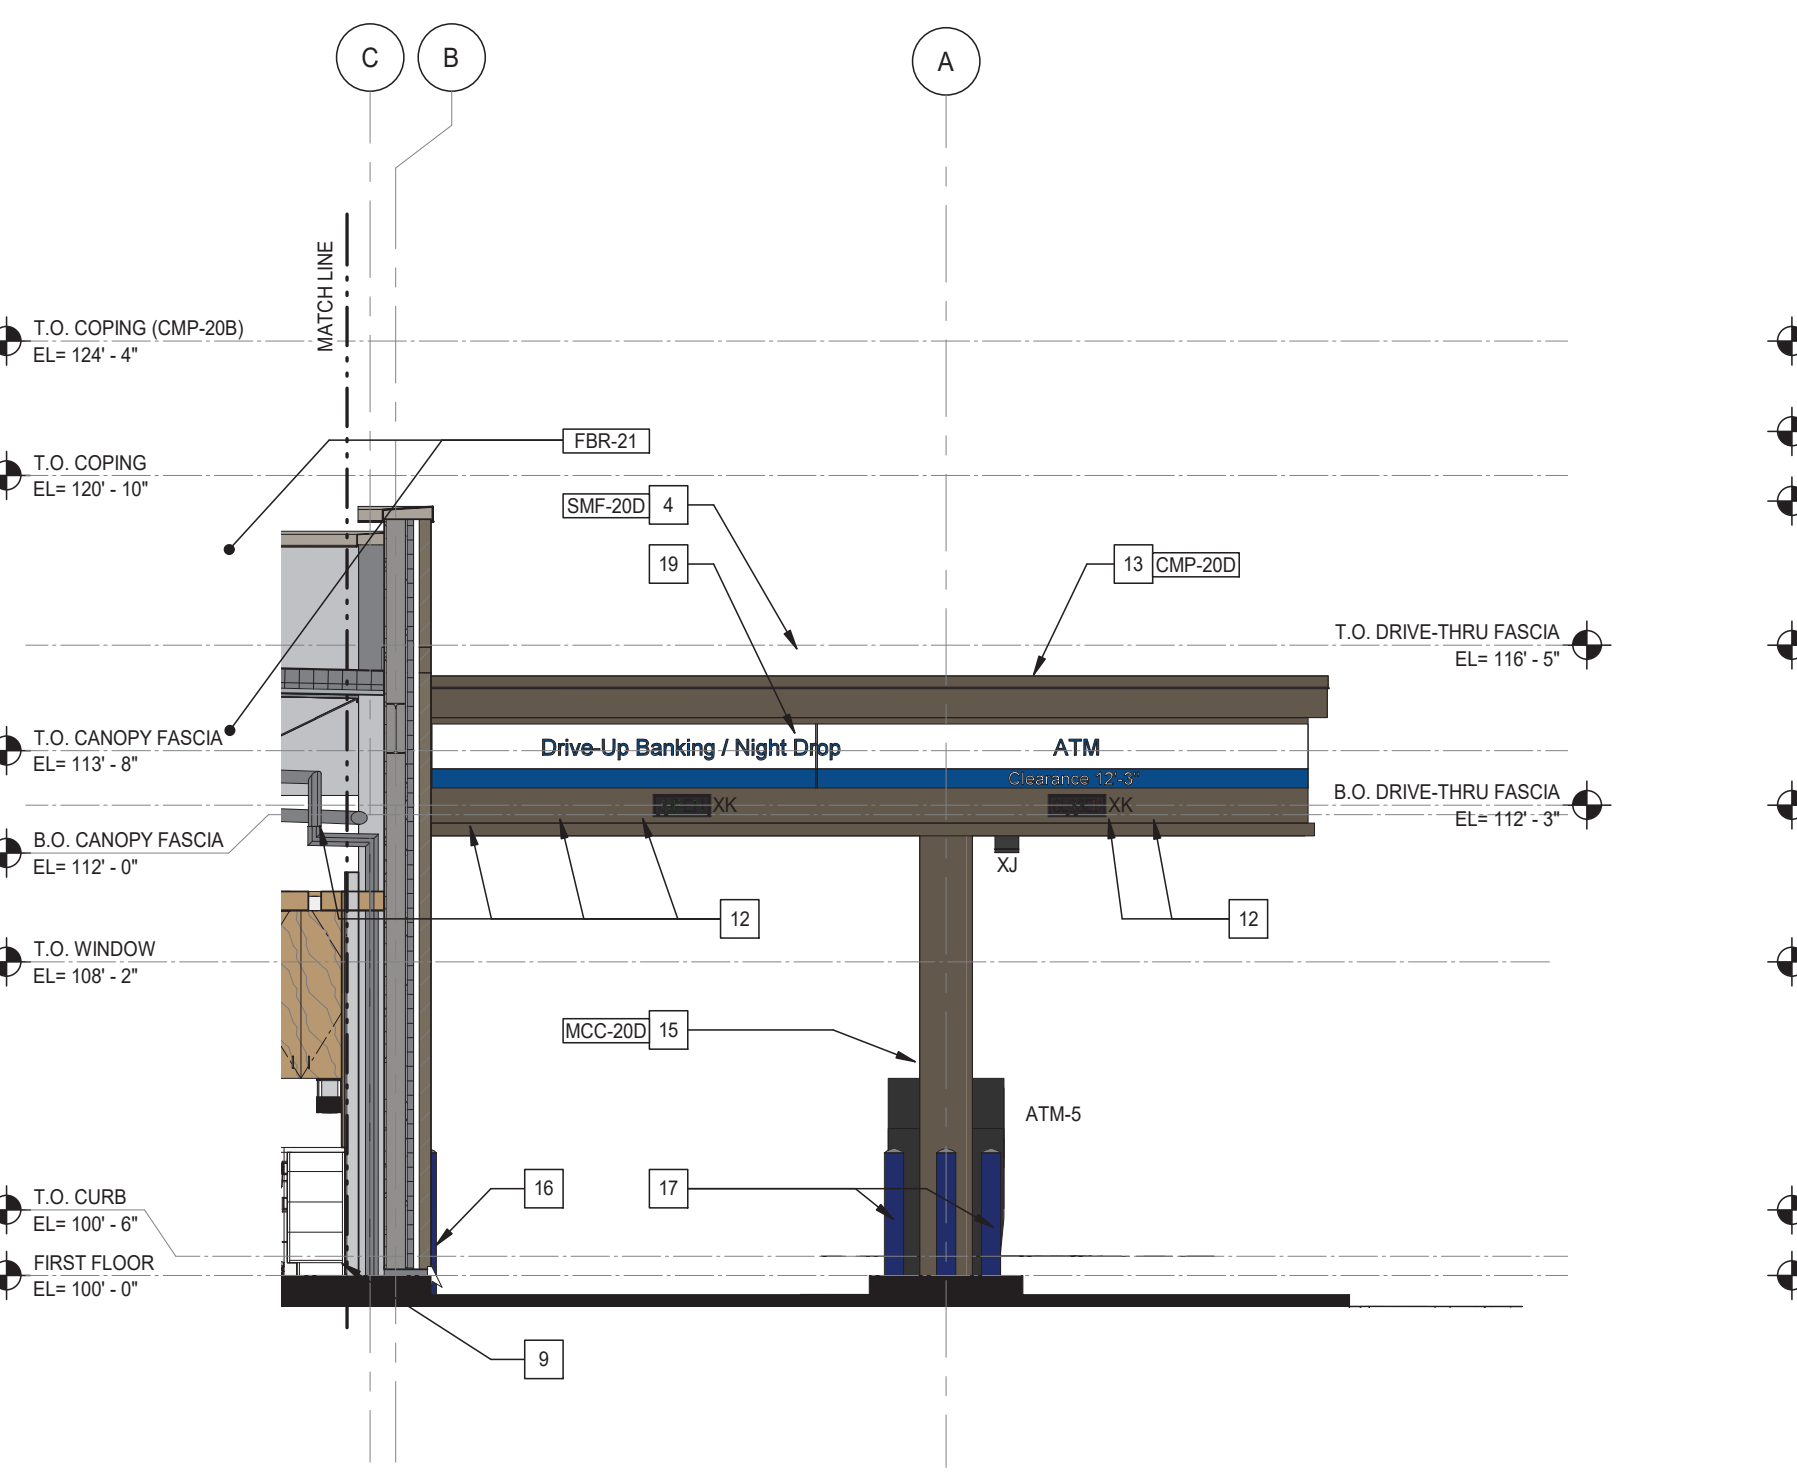 C
B
A
MATCH LINE
T.O. COPING (CMP-20B)
EL= 124' - 4"
FBR-21
T.O. COPING
EL= 120' - 10"
SMF-20D 4
19
13 CMP-20D
T.O. DRIVE-THRU FASCIA
EL= 116' - 5"
T.O. CANOPY FASCIA
EL= 113' - 8"
Drive-Up Banking / Night Drop
ATM
Clearance 12'-3"
XK
XK
B.O. DRIVE-THRU FASCIA
EL= 112' - 3"
B.O. CANOPY FASCIA
EL= 112' - 0"
XJ
12
12
T.O. WINDOW
EL= 108' - 2"
MCC-20D 15
ATM-5
16
17
T.O. CURB
EL= 100' - 6"
FIRST FLOOR
EL= 100' - 0"
9